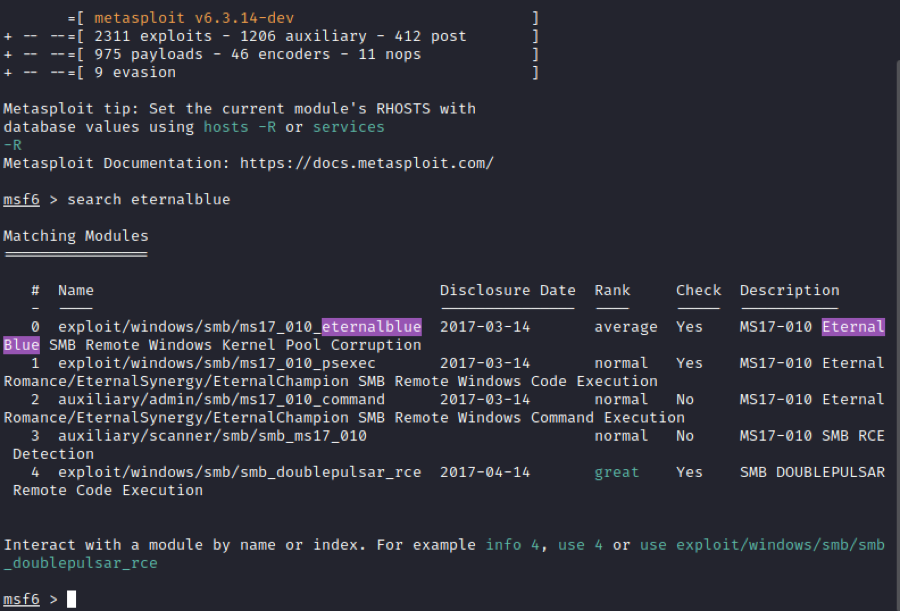 =[ metasploit v6.3.14-dev                          ]
+ -- --=[ 2311 exploits - 1206 auxiliary - 412 post       ]
+ -- --=[ 975 payloads - 46 encoders - 11 nops            ]
+ -- --=[ 9 evasion                                       ]

Metasploit tip: Set the current module's RHOSTS with
database values using hosts -R or services
-R
Metasploit Documentation: https://docs.metasploit.com/

msf6 > search eternalblue

Matching Modules
================

   #  Name                                      Disclosure Date  Rank     Check  Description
   -  ----                                      ---------------  ----     -----  -----------
   0  exploit/windows/smb/ms17_010_eternalblue  2017-03-14       average  Yes    MS17-010 Eternal
Blue SMB Remote Windows Kernel Pool Corruption
   1  exploit/windows/smb/ms17_010_psexec       2017-03-14       normal   Yes    MS17-010 Eternal
Romance/EternalSynergy/EternalChampion SMB Remote Windows Code Execution
   2  auxiliary/admin/smb/ms17_010_command      2017-03-14       normal   No     MS17-010 Eternal
Romance/EternalSynergy/EternalChampion SMB Remote Windows Command Execution
   3  auxiliary/scanner/smb/smb_ms17_010                         normal   No     MS17-010 SMB RCE
 Detection
   4  exploit/windows/smb/smb_doublepulsar_rce  2017-04-14       great    Yes    SMB DOUBLEPULSAR
 Remote Code Execution

Interact with a module by name or index. For example info 4, use 4 or use exploit/windows/smb/smb
_doublepulsar_rce

msf6 >